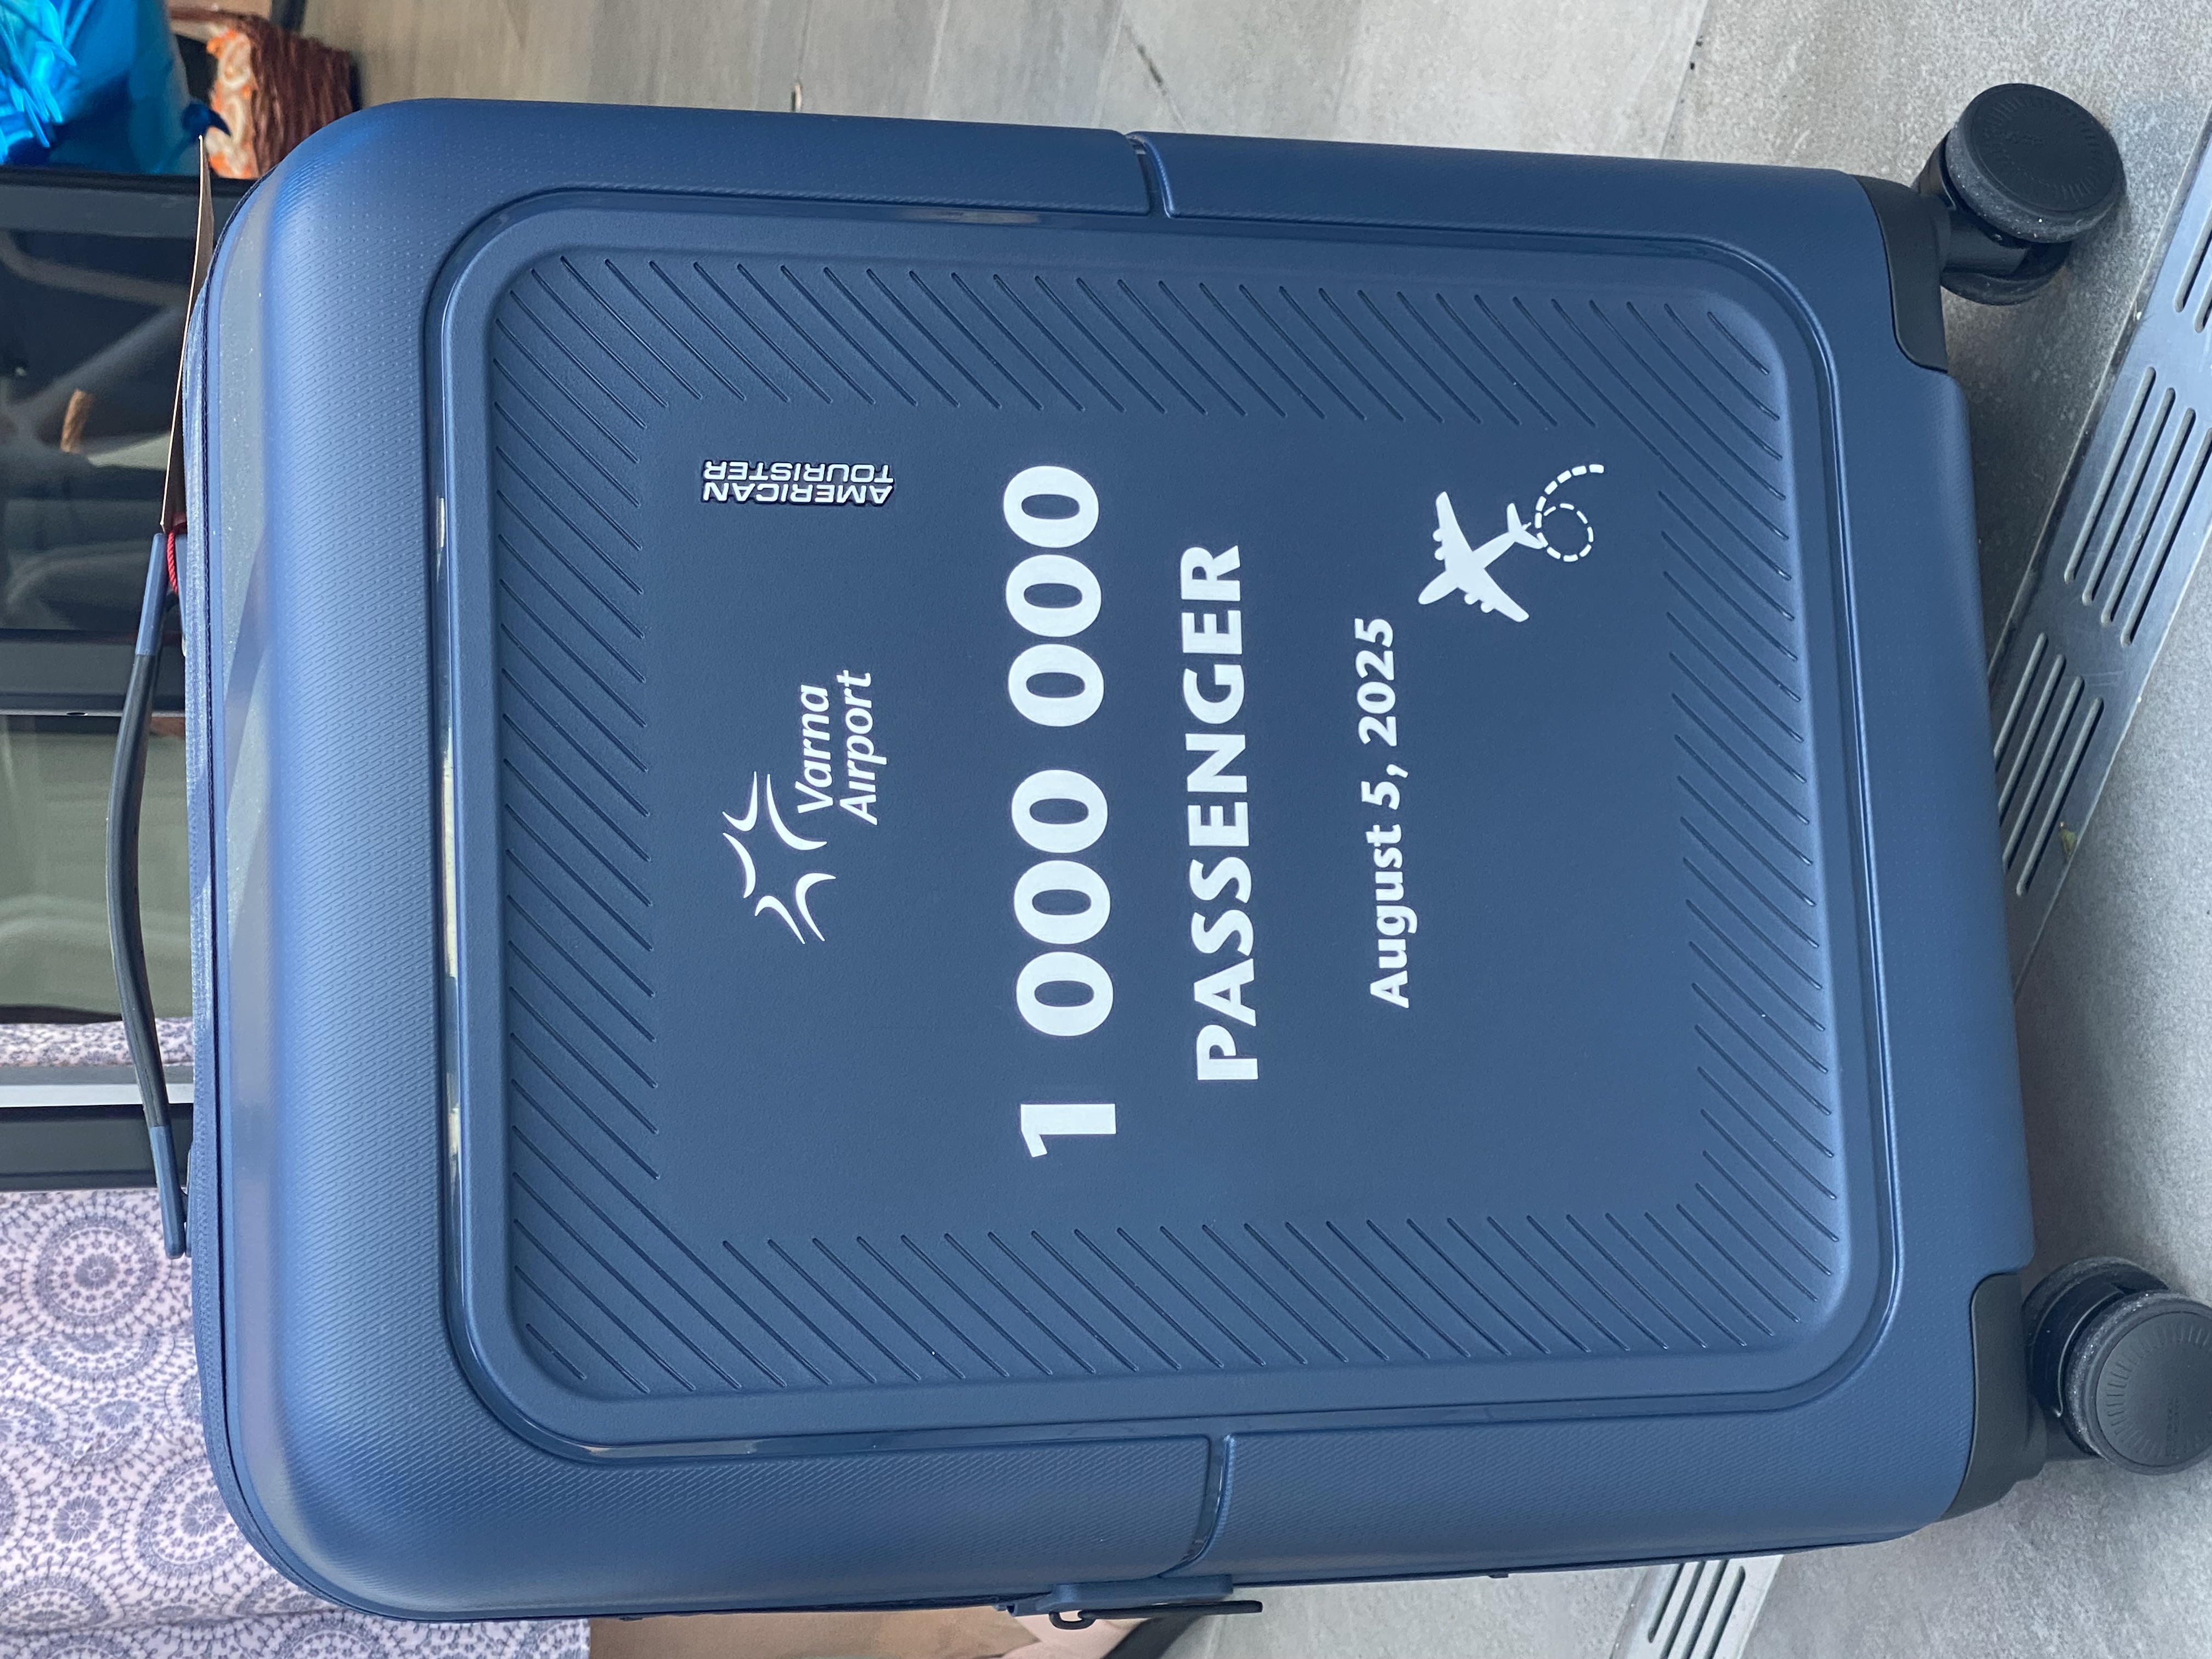 AMERICAN
TOURISTER
Varna
Airport
1 000 000
PASSENGER
August 5, 2025